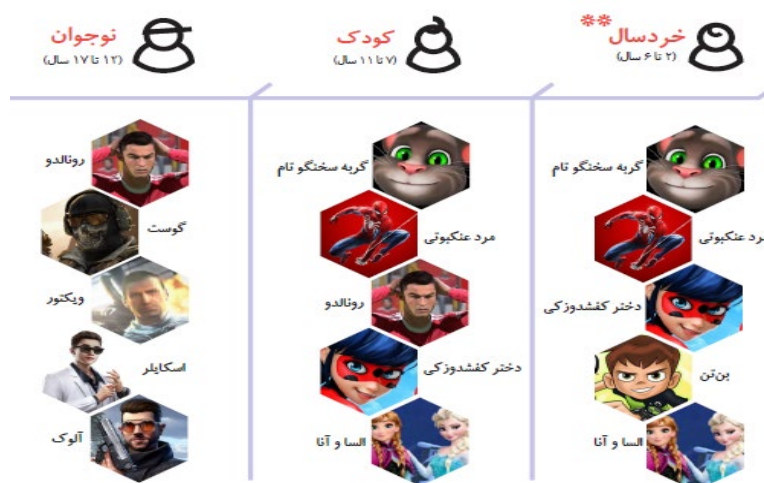 خردسال**
(۲ تا ۶ سال)
گربه سخنگو تام
مرد عنکبوتی
دختر کفشدوزکی
بن‌تن
السا و آنا
کودک
(۷ تا ۱۱ سال)
گربه سخنگو تام
مرد عنکبوتی
رونالدو
دختر کفشدوزکی
السا و آنا
نوجوان
(۱۲ تا ۱۷ سال)
رونالدو
گوست
ویکتور
اسکایلر
آلوک